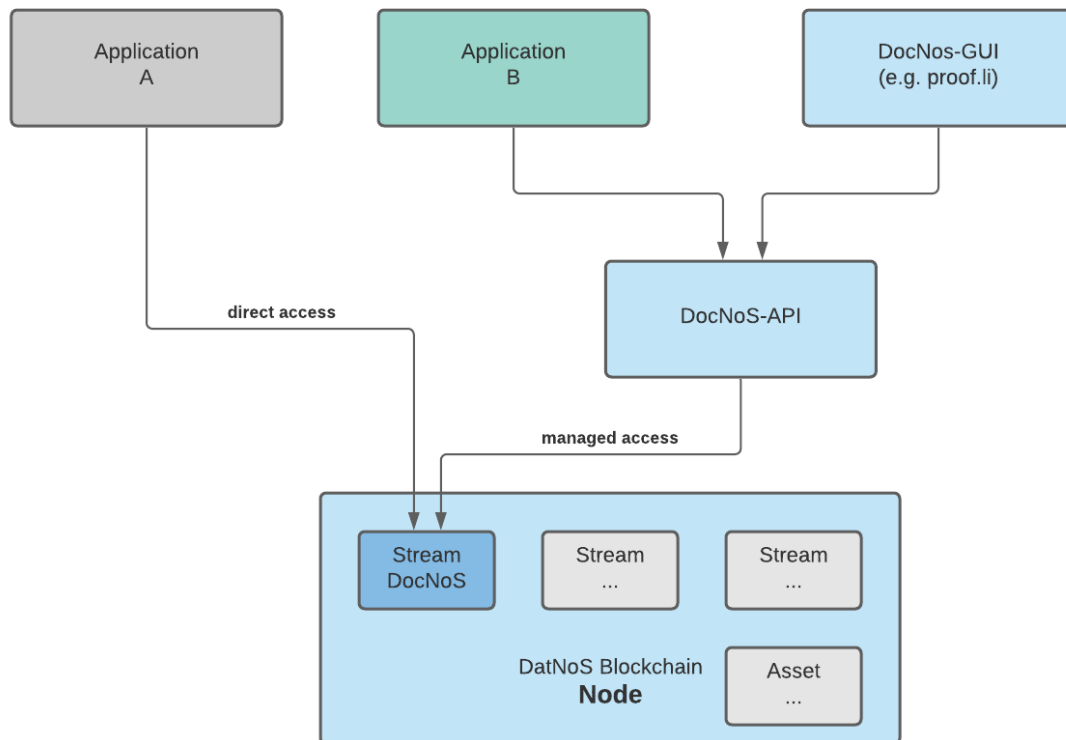 Application
A
Application
B
DocNos-GUI
(e.g. proof.li)
direct access
DocNoS-API
managed access
Stream
DocNoS
Stream
...
Stream
...
DatNoS Blockchain
Node
Asset
...